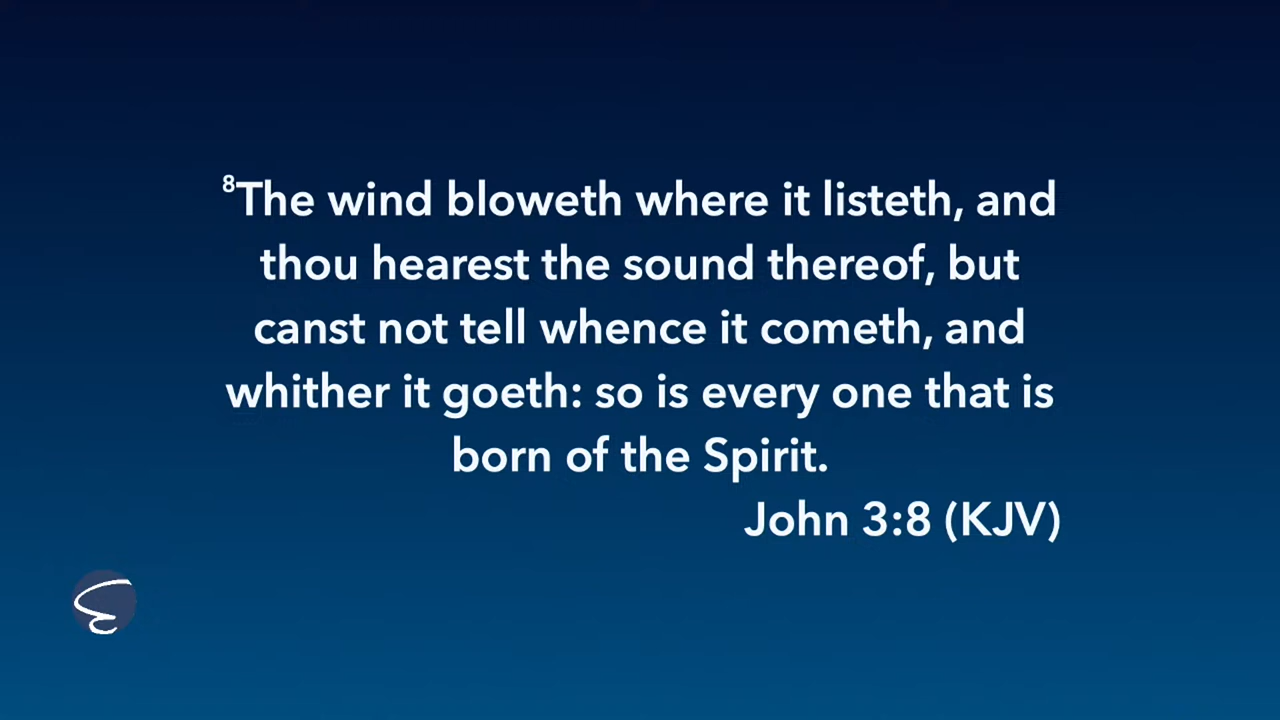 ⁸The wind bloweth where it listeth, and
thou hearest the sound thereof, but
canst not tell whence it cometh, and
whither it goeth: so is every one that is
born of the Spirit.
John 3:8 (KJV)